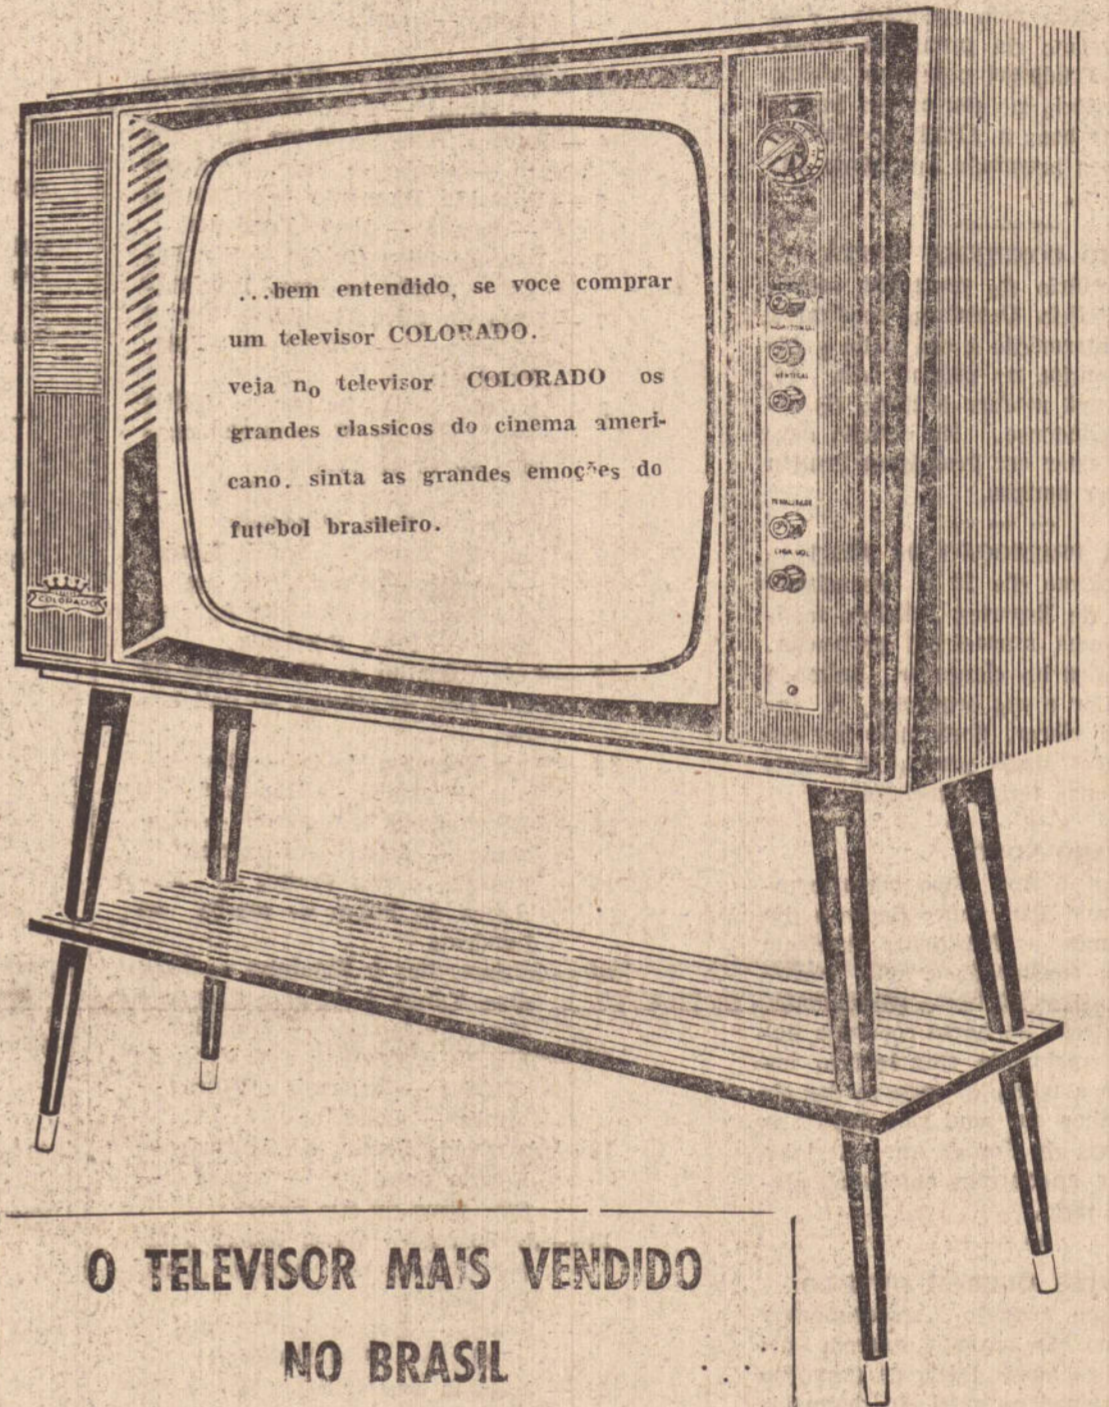 ...bem entendido, se voce comprar
um televisor COLORADO.
veja no televisor COLORADO os
grandes classicos do cinema ameri-
cano. sinta as grandes emoções do
futebol brasileiro.
COLORADO
VERTICAL
O TELEVISOR MAIS VENDIDO
NO BRASIL